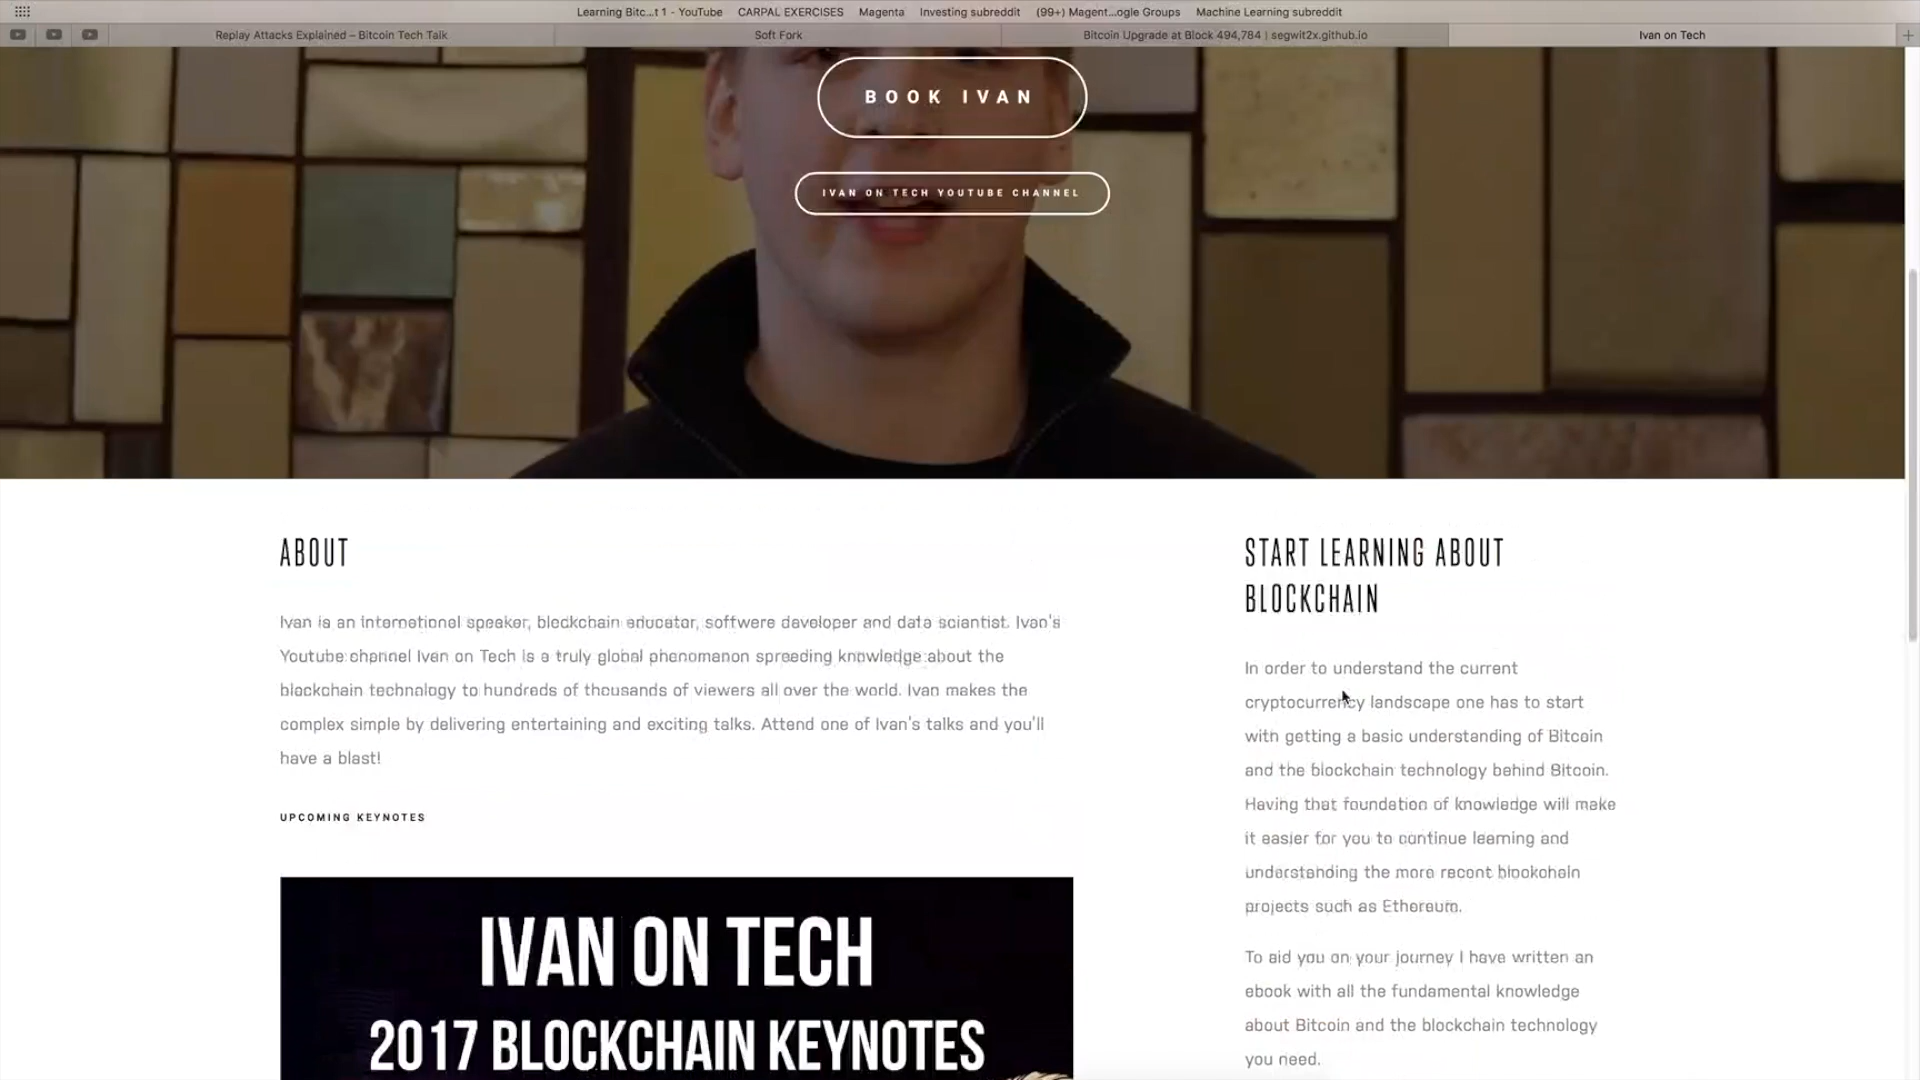 Learning Bitc...t 1 - YouTube CARPAL EXERCISES Magenta Investing subreddit (99+) Magent...ogle Groups Machine Learning subreddit
Replay Attacks Explained – Bitcoin Tech Talk Soft Fork Bitcoin Upgrade at Block 494,784 | segwit2x.github.io Ivan on Tech
BOOK IVAN
IVAN ON TECH YOUTUBE CHANNEL
ABOUT
Ivan is an international speaker, blockchain educator, software developer and data scientist. Ivan's
Youtube channel Ivan on Tech is a truly global phenomenon spreading knowledge about the
blockchain technology to hundreds of thousands of viewers all over the world. Ivan makes the
complex simple by delivering entertaining and exciting talks. Attend one of Ivan's talks and you'll
have a blast!
UPCOMING KEYNOTES
IVAN ON TECH
2017 BLOCKCHAIN KEYNOTES
START LEARNING ABOUT
BLOCKCHAIN
In order to understand the current
cryptocurrency landscape one has to start
with getting a basic understanding of Bitcoin
and the blockchain technology behind Bitcoin.
Having that foundation of knowledge will make
it easier for you to continue learning and
understanding the more recent blockchain
projects such as Ethereum.
To aid you on your journey I have written an
ebook with all the fundamental knowledge
about Bitcoin and the blockchain technology
you need.